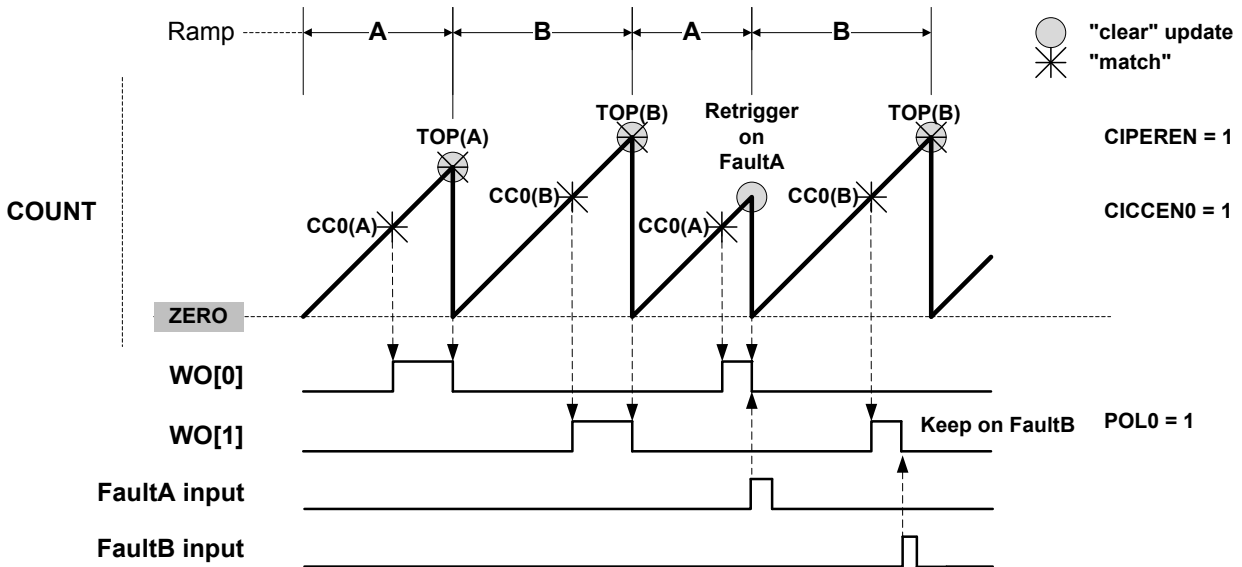 Ramp
A
B
A
B
"clear" update
"match"
TOP(A)
TOP(B)
Retrigger
on
FaultA
TOP(B)
CIPEREN = 1
COUNT
CC0(A)
CC0(B)
CC0(A)
CC0(B)
CICCEN0 = 1
ZERO
WO[0]
WO[1]
Keep on FaultB
POL0 = 1
FaultA input
FaultB input